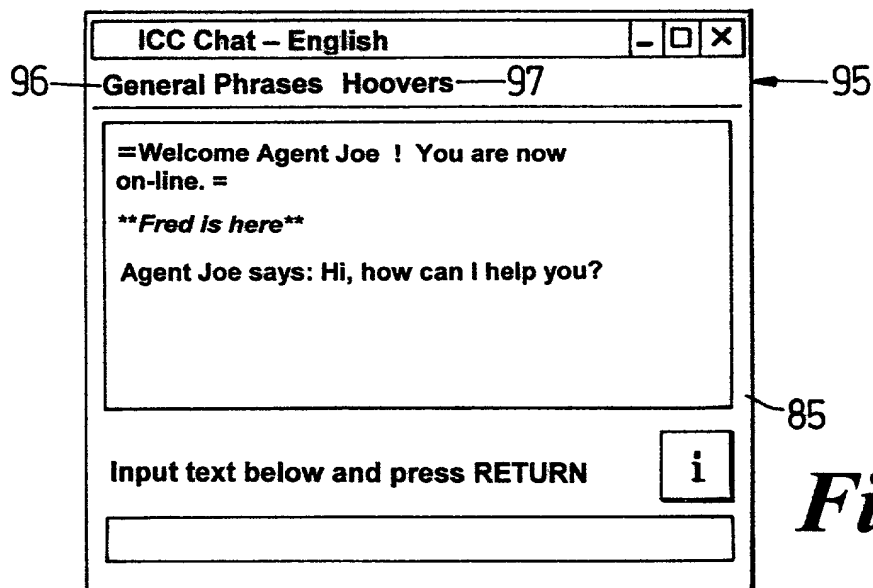 ICC Chat – English
96 General Phrases Hoovers 97 95
=Welcome Agent Joe ! You are now
on-line. =
**Fred is here**
Agent Joe says: Hi, how can I help you?
85
Input text below and press RETURN i